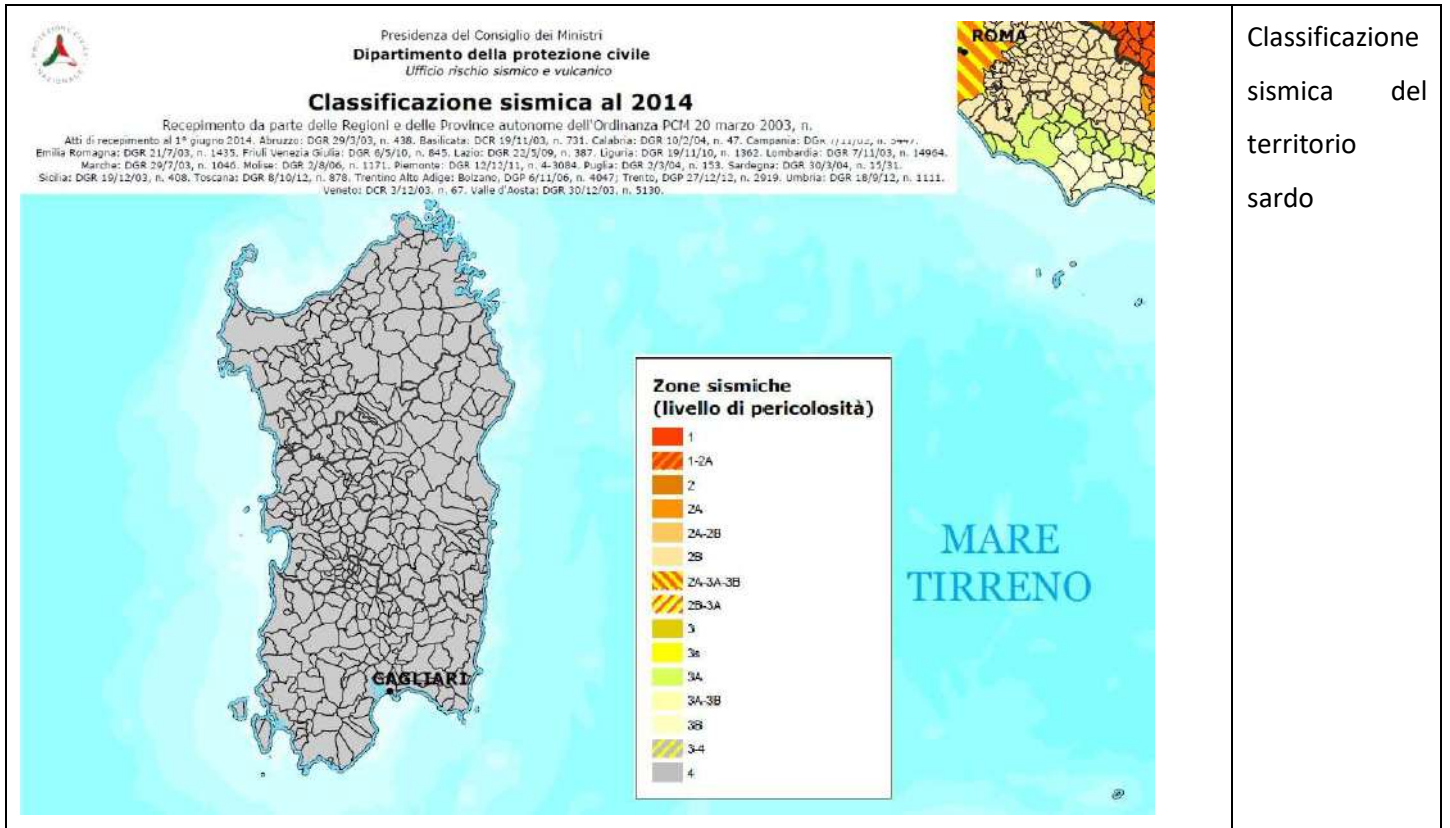 PROTEZIONE CIVILE
NAZIONALE
Presidenza del Consiglio dei Ministri
Dipartimento della protezione civile
Ufficio rischio sismico e vulcanico
Classificazione sismica al 2014
Recepimento da parte delle Regioni e delle Province autonome dell'Ordinanza PCM 20 marzo 2003, n.
Atti di recepimento al 1° giugno 2014. Abruzzo: DGR 29/3/03, n. 438. Basilicata: DCR 19/11/03, n. 731. Calabria: DGR 10/2/04, n. 47. Campania: DGR 7/11/02, n. 5447.
Emilia Romagna: DGR 21/7/03, n. 1435. Friuli Venezia Giulia: DGR 6/5/10, n. 845. Lazio: DGR 22/5/09, n. 387. Liguria: DGR 19/11/10, n. 1362. Lombardia: DGR 7/11/03, n. 14964.
Marche: DGR 29/7/03, n. 1046. Molise: DGR 2/8/06, n. 1171. Piemonte: DGR 12/12/11, n. 4-3084. Puglia: DGR 2/3/04, n. 153. Sardegna: DGR 30/3/04, n. 15/31.
Sicilia: DGR 19/12/03, n. 408. Toscana: DGR 8/10/12, n. 878. Trentino Alto Adige: Bolzano, DGP 6/11/06, n. 4047; Trento, DGP 27/12/12, n. 2919. Umbria: DGR 18/9/12, n. 1111.
Veneto: DCR 3/12/03, n. 67. Valle d'Aosta: DGR 30/12/03, n. 5130.
ROMA
Classificazione
sismica del
territorio
sardo
Zone sismiche
(livello di pericolosità)
1
1-2A
2
2A
2A-2B
2B
2A-3A-3B
2B-3A
3
3s
3A
3A-3B
3B
3-4
4
MARE
TIRRENO
CAGLIARI